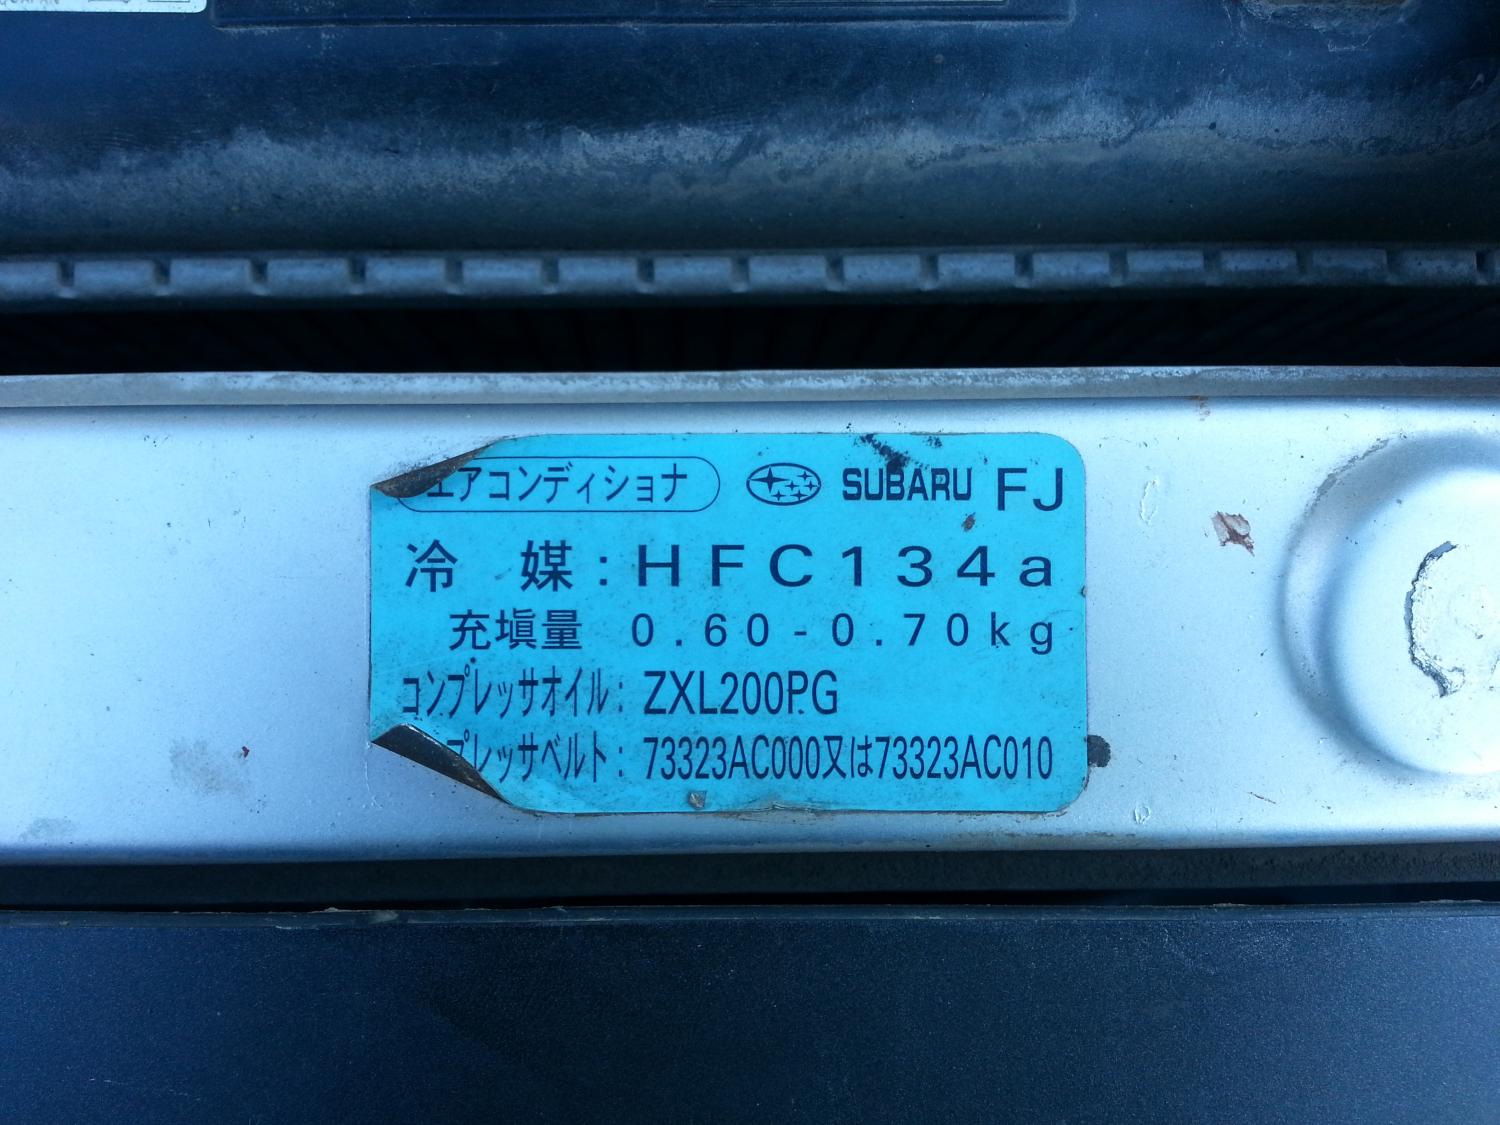 エアコンディショナ SUBARU FJ
冷 媒:HFC134a
充填量 0.60-0.70kg
コンプレッサオイル: ZXL200PG
プレッサベルト: 73323AC000又は73323AC010